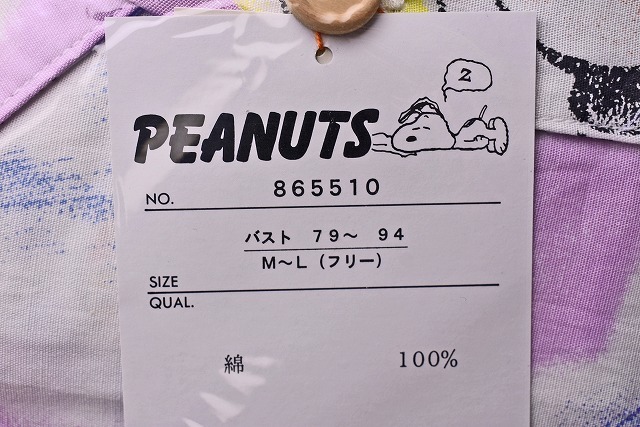 Z
PEANUTS
NO. 865510
バスト 79〜 94
M〜L (フリー)
SIZE
QUAL.
綿 100%